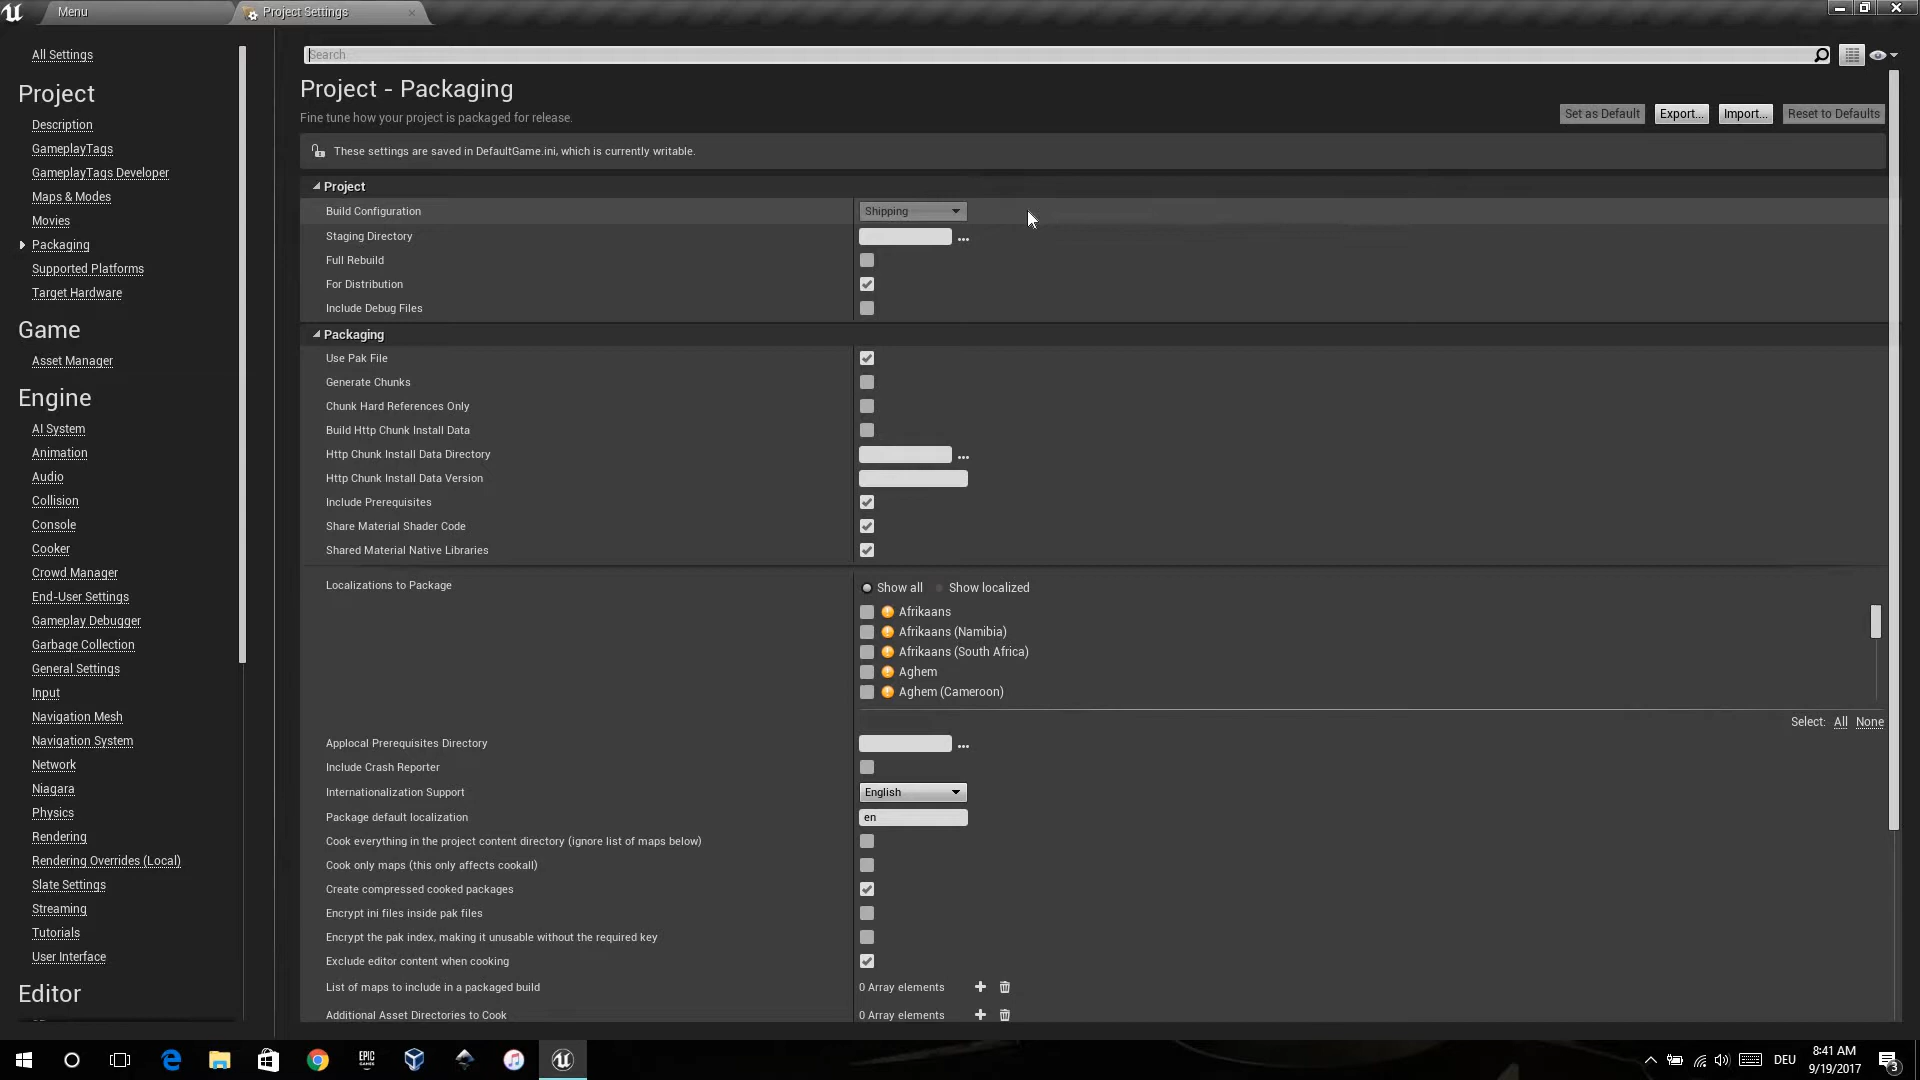 Menu
Project Settings
All Settings
Project
Description
GameplayTags
GameplayTags Developer
Maps & Modes
Movies
Packaging
Supported Platforms
Target Hardware
Game
Asset Manager
Engine
AI System
Animation
Audio
Collision
Console
Cooker
Crowd Manager
End-User Settings
Gameplay Debugger
Garbage Collection
General Settings
Input
Navigation Mesh
Navigation System
Network
Niagara
Physics
Rendering
Rendering Overrides (Local)
Slate Settings
Streaming
Tutorials
User Interface
Editor
Search
Project - Packaging
Fine tune how your project is packaged for release.
Set as Default
Export...
Import...
Reset to Defaults
These settings are saved in DefaultGame.ini, which is currently writable.
Project
Build Configuration Shipping
Staging Directory ...
Full Rebuild
For Distribution
Include Debug Files
Packaging
Use Pak File
Generate Chunks
Chunk Hard References Only
Build Http Chunk Install Data
Http Chunk Install Data Directory ...
Http Chunk Install Data Version
Include Prerequisites
Share Material Shader Code
Shared Material Native Libraries
Localizations to Package Show all Show localized
Afrikaans
Afrikaans (Namibia)
Afrikaans (South Africa)
Aghem
Aghem (Cameroon)
Select: All None
Applocal Prerequisites Directory ...
Include Crash Reporter
Internationalization Support English
Package default localization en
Cook everything in the project content directory (ignore list of maps below)
Cook only maps (this only affects cookall)
Create compressed cooked packages
Encrypt ini files inside pak files
Encrypt the pak index, making it unusable without the required key
Exclude editor content when cooking
List of maps to include in a packaged build 0 Array elements
Additional Asset Directories to Cook 0 Array elements
EPIC GAMES
DEU
8:41 AM
9/19/2017
3